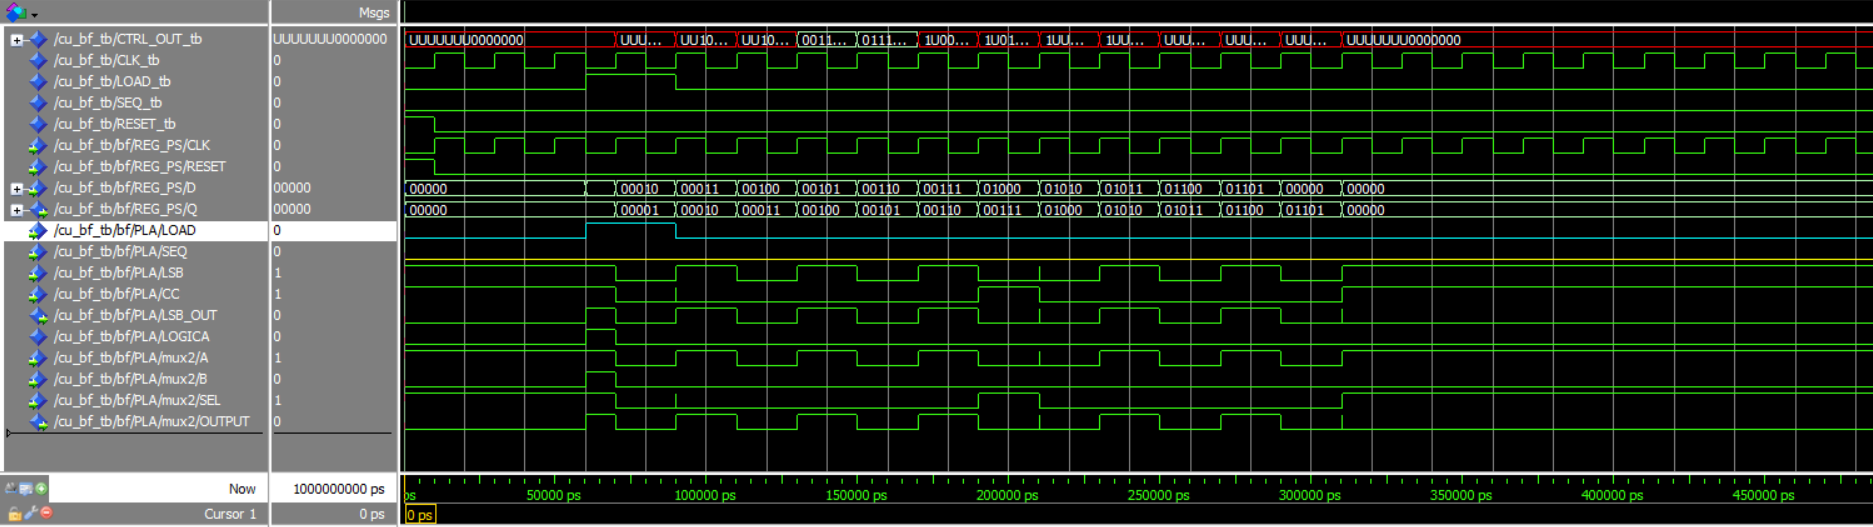 Msgs
/cu_bf_tb/CTRL_OUT_tb UUUUUUU0000000 UUUUUUU0000000 UUU... UU10... UU10... 0011... 0111... 1U00... 1U01... 1UU... 1UU... UUU... UUU... UUU... UUUUUUU0000000
/cu_bf_tb/CLK_tb 0
/cu_bf_tb/LOAD_tb 0
/cu_bf_tb/SEQ_tb 0
/cu_bf_tb/RESET_tb 0
/cu_bf_tb/bf/REG_PS/CLK 0
/cu_bf_tb/bf/REG_PS/RESET 0
/cu_bf_tb/bf/REG_PS/D 00000 00000 00010 00011 00100 00101 00110 00111 01000 01010 01011 01100 01101 00000 00000
/cu_bf_tb/bf/REG_PS/Q 00000 00000 00001 00010 00011 00100 00101 00110 00111 01000 01010 01011 01100 01101 00000
/cu_bf_tb/bf/PLA/LOAD 0
/cu_bf_tb/bf/PLA/SEQ 0
/cu_bf_tb/bf/PLA/LSB 1
/cu_bf_tb/bf/PLA/CC 1
/cu_bf_tb/bf/PLA/LSB_OUT 0
/cu_bf_tb/bf/PLA/LOGICA 0
/cu_bf_tb/bf/PLA/mux2/A 1
/cu_bf_tb/bf/PLA/mux2/B 0
/cu_bf_tb/bf/PLA/mux2/SEL 1
/cu_bf_tb/bf/PLA/mux2/OUTPUT 0
Now 1000000000 ps ps 50000 ps 100000 ps 150000 ps 200000 ps 250000 ps 300000 ps 350000 ps 400000 ps 450000 ps
Cursor 1 0 ps 0 ps